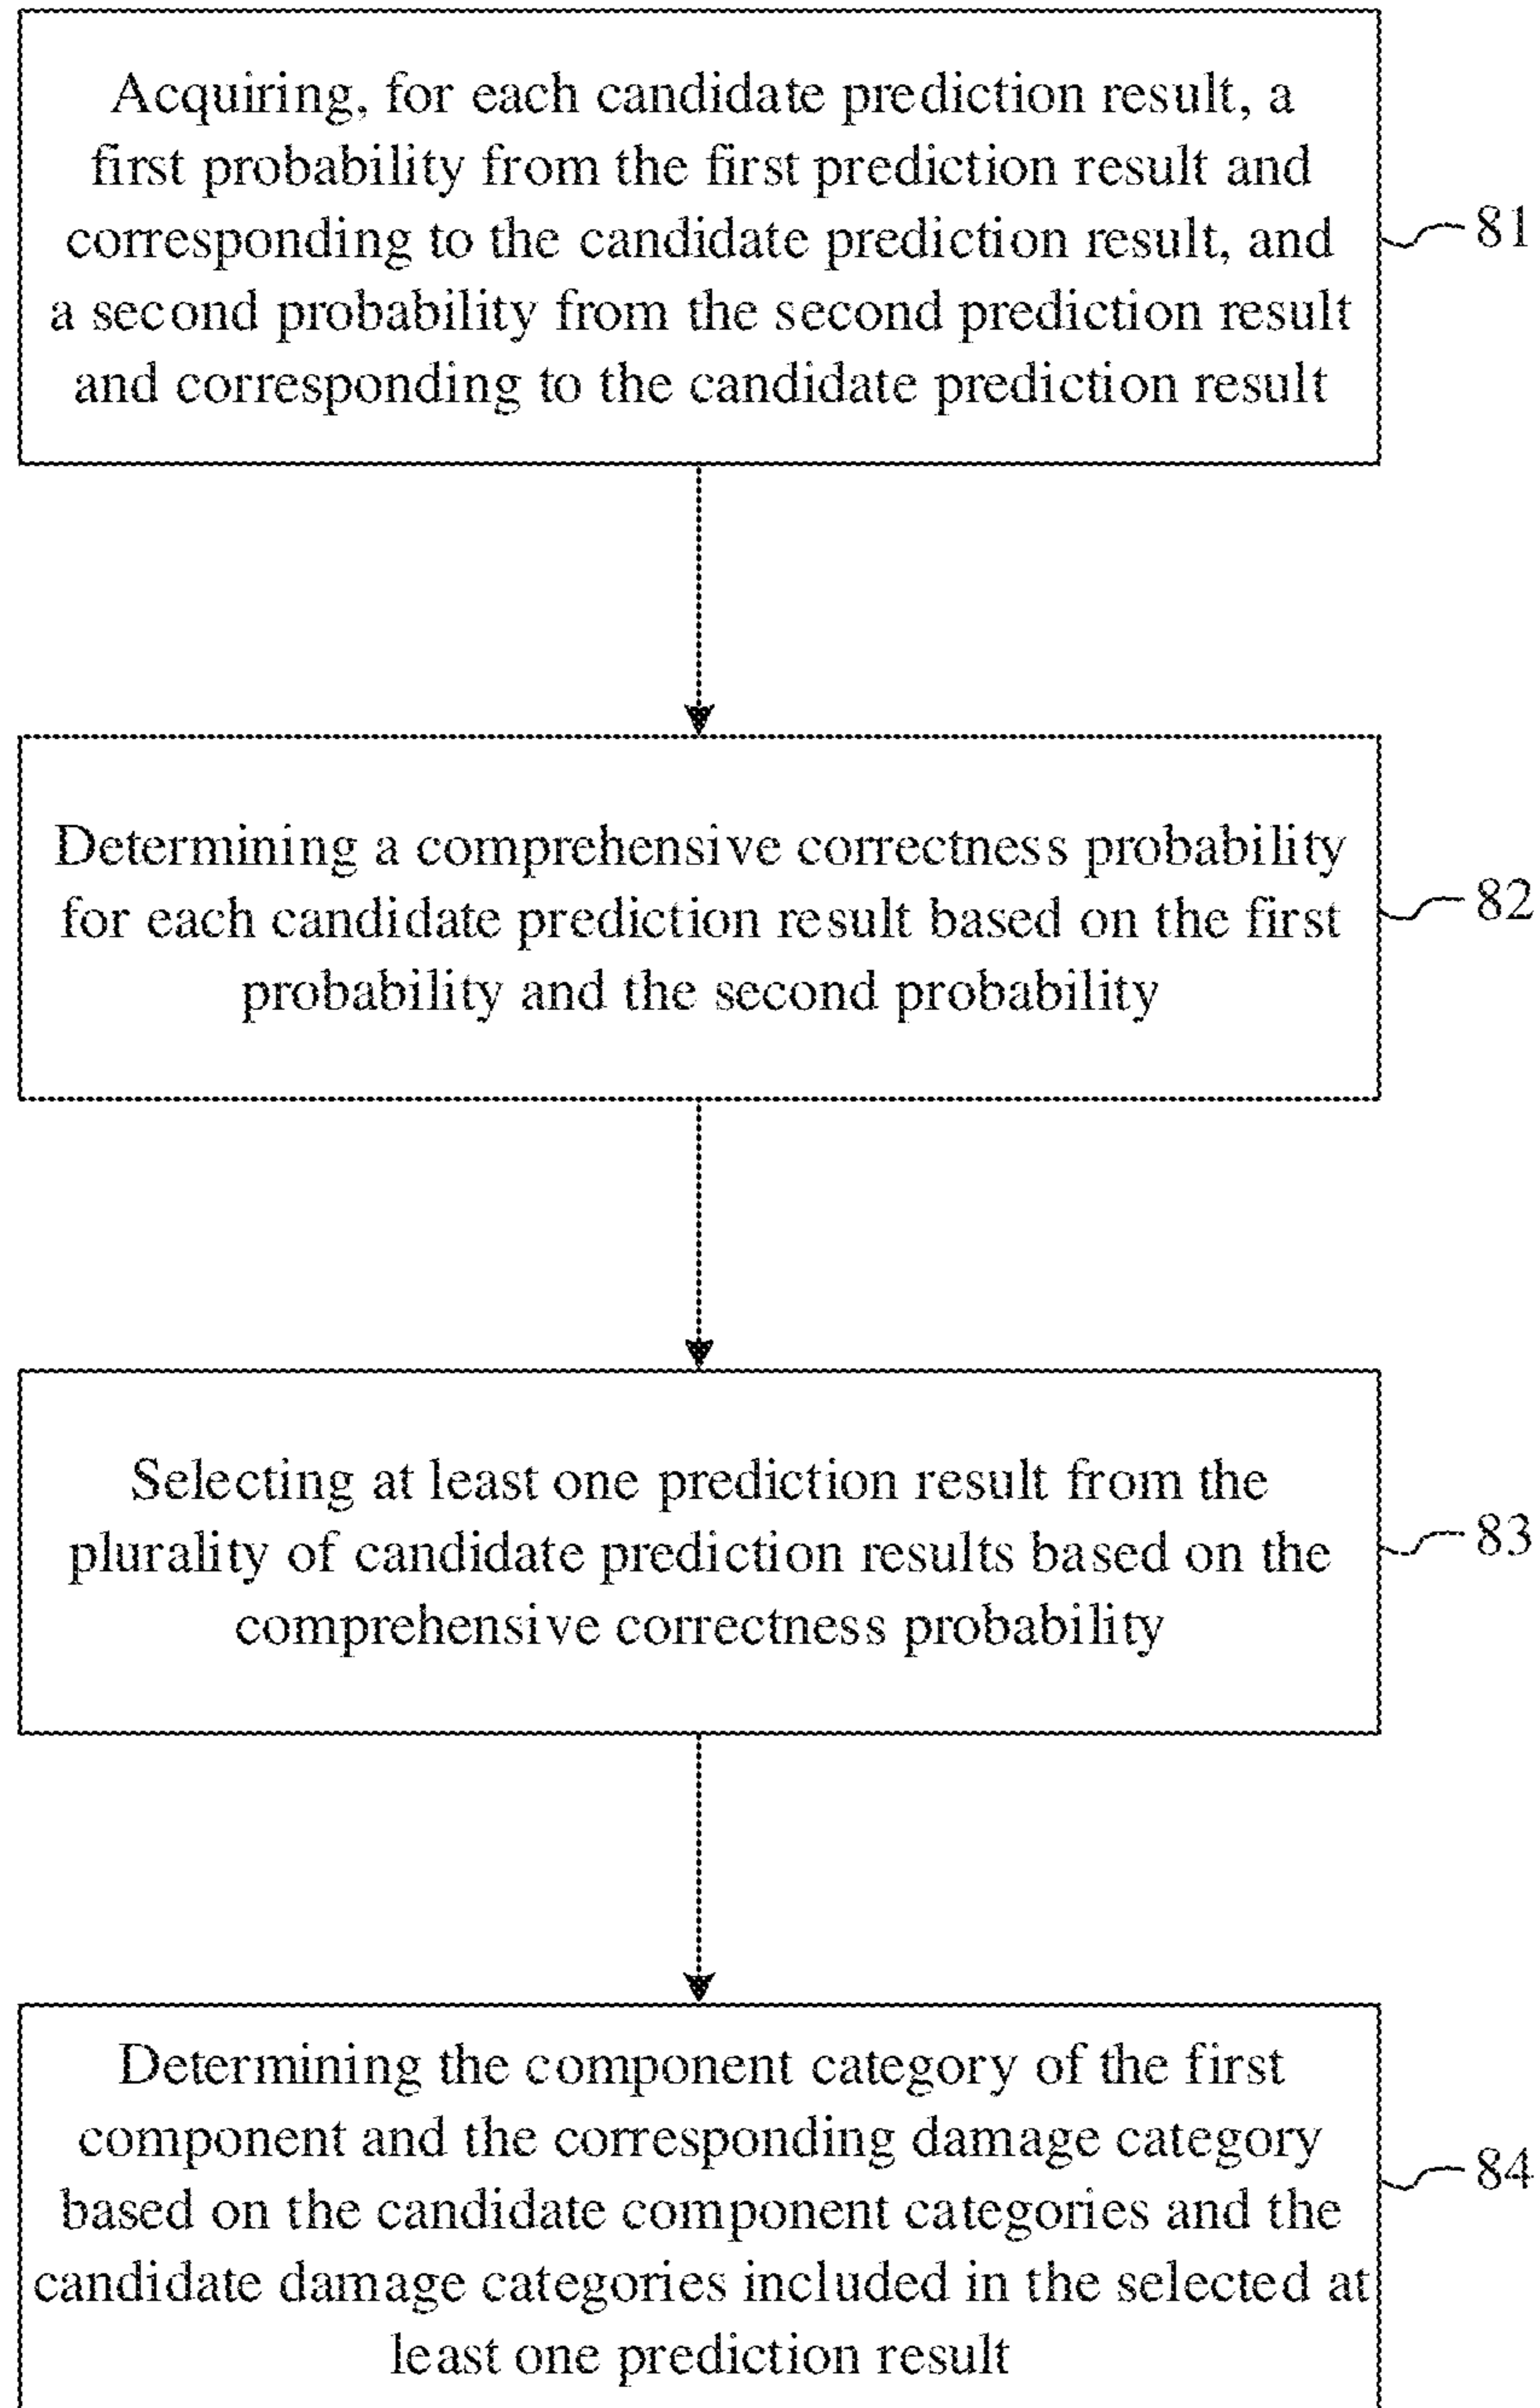 Acquiring, for each candidate prediction result, a
first probability from the first prediction result and
corresponding to the candidate prediction result, and
a second probability from the second prediction result
and corresponding to the candidate prediction result
81
Determining a comprehensive correctness probability
for each candidate prediction result based on the first
probability and the second probability
82
Selecting at least one prediction result from the
plurality of candidate prediction results based on the
comprehensive correctness probability
83
Determining the component category of the first
component and the corresponding damage category
based on the candidate component categories and the
candidate damage categories included in the selected at
least one prediction result
84